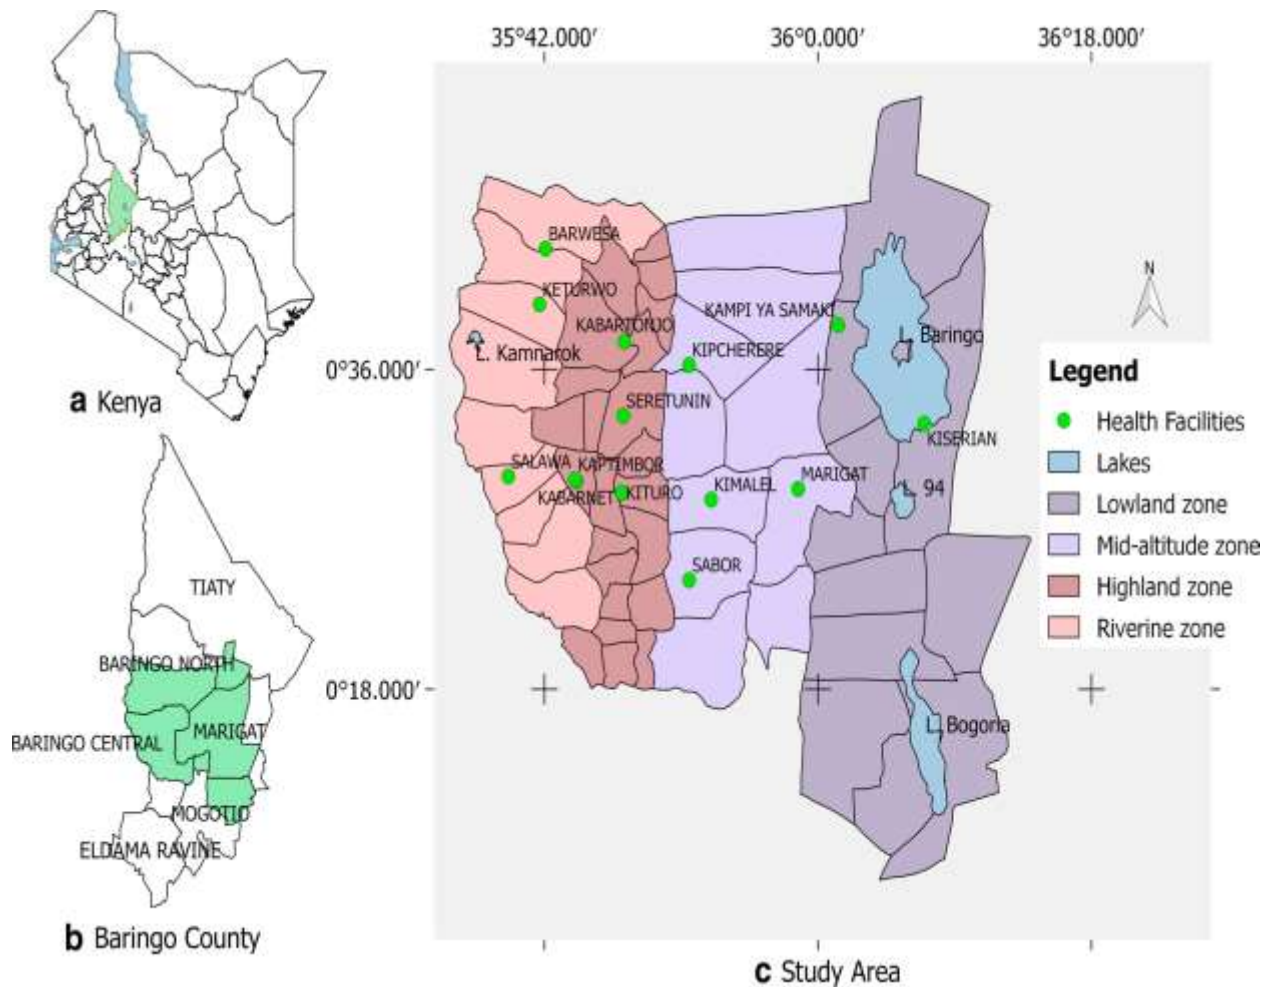 35°42.000′ 36°0.000′ 36°18.000′
BARWESA
KETURWO
KAMPI YA SAMAKI
KABARTONJO
L. Baringo
L. Kamnarok
KIPCHERERE
0°36.000′
a Kenya
SERETUNIN
KISERIAN
SALAWA
KAPTIMBOR
KABARNET
KITURO
KIMALEL
MARIGAT
L. 94
SABOR
0°18.000′
L. Bogoria
N
Legend
Health Facilities
Lakes
Lowland zone
Mid-altitude zone
Highland zone
Riverine zone
TIATY
BARINGO NORTH
MARIGAT
BARINGO CENTRAL
MOGOTIO
ELDAMA RAVINE
b Baringo County
c Study Area